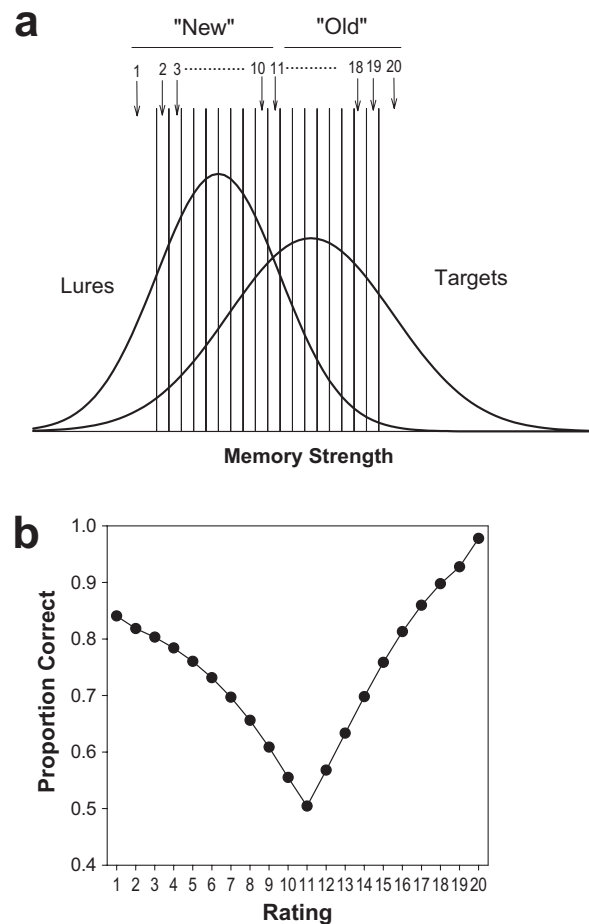 a
"New" "Old"
1 2 3 10 11 18 19 20
Lures
Targets
Memory Strength
b
Proportion Correct
1.0
0.9
0.8
0.7
0.6
0.5
0.4
1 2 3 4 5 6 7 8 9 10 11 12 13 14 15 16 17 18 19 20
Rating